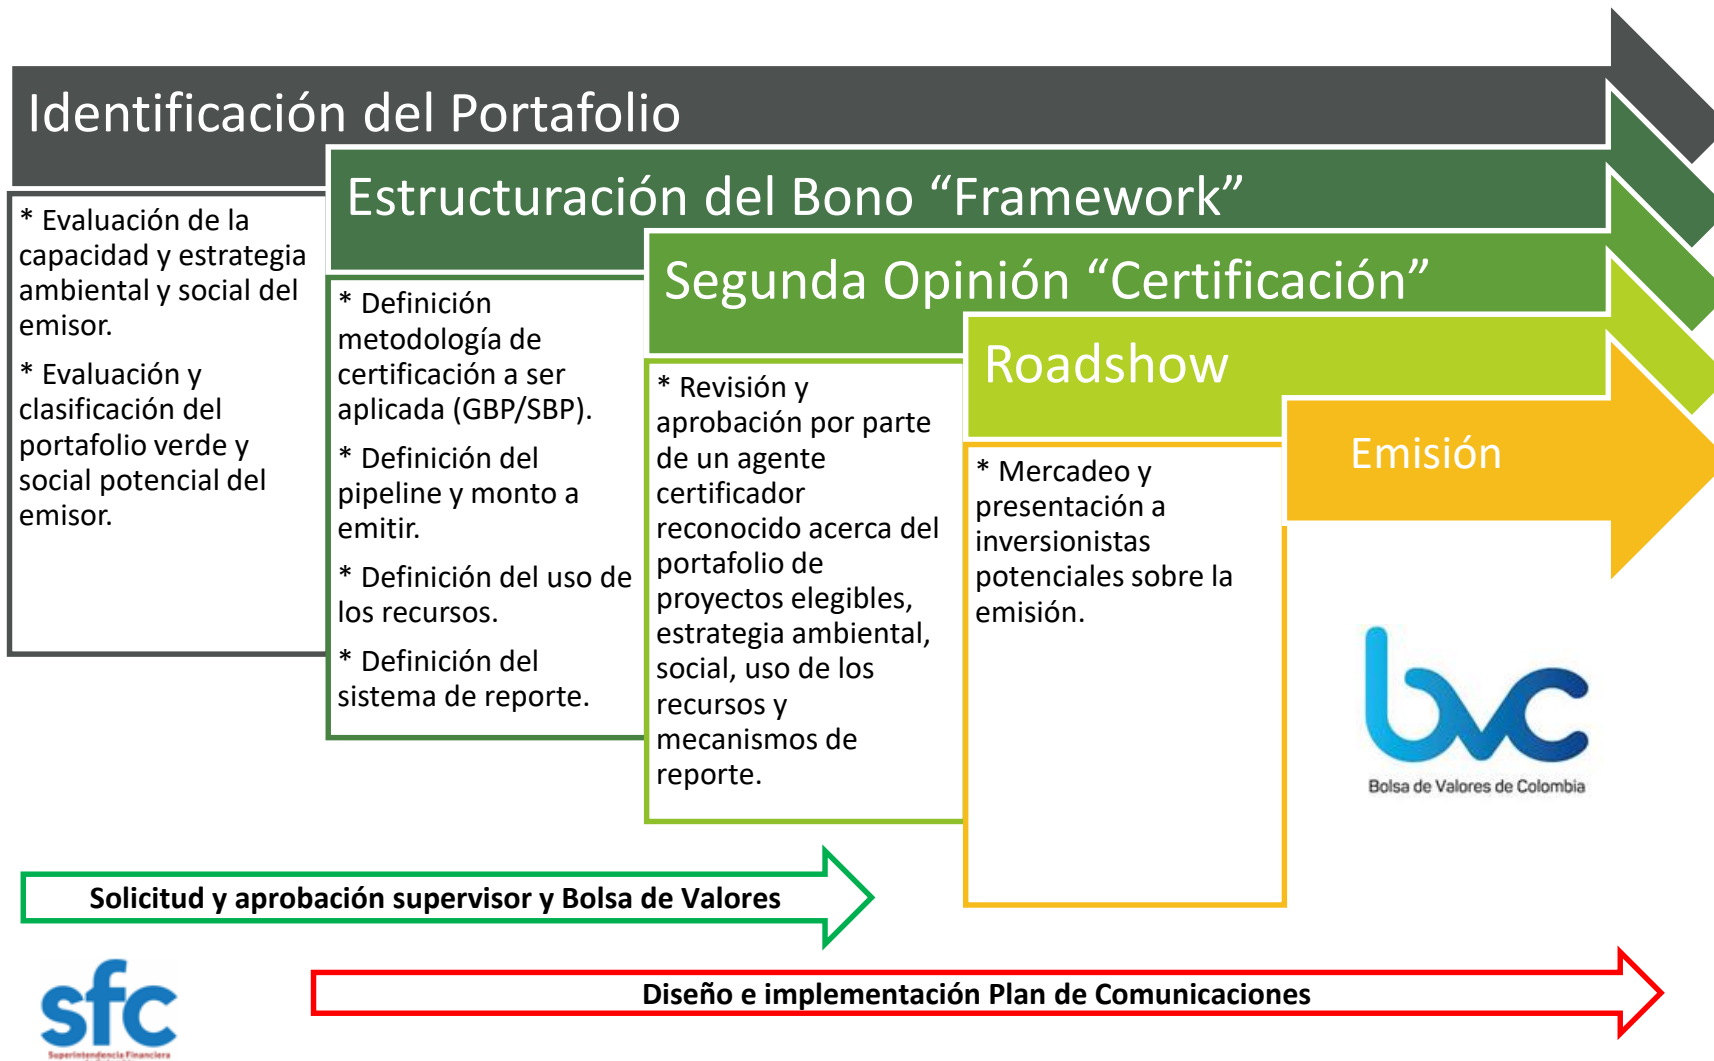 Identificación del Portafolio
* Evaluación de la
capacidad y estrategia
ambiental y social del
emisor.
* Evaluación y
clasificación del
portafolio verde y
social potencial del
emisor.
Estructuración del Bono “Framework”
* Definición
metodología de
certificación a ser
aplicada (GBP/SBP).
* Definición del
pipeline y monto a
emitir.
* Definición del uso de
los recursos.
* Definición del
sistema de reporte.
Segunda Opinión “Certificación”
* Revisión y
aprobación por parte
de un agente
certificador
reconocido acerca del
portafolio de
proyectos elegibles,
estrategia ambiental,
social, uso de los
recursos y
mecanismos de
reporte.
Roadshow
* Mercadeo y
presentación a
inversionistas
potenciales sobre la
emisión.
Emisión
bvc
Bolsa de Valores de Colombia
Solicitud y aprobación supervisor y Bolsa de Valores
sfc
Superintendencia Financiera
Diseño e implementación Plan de Comunicaciones